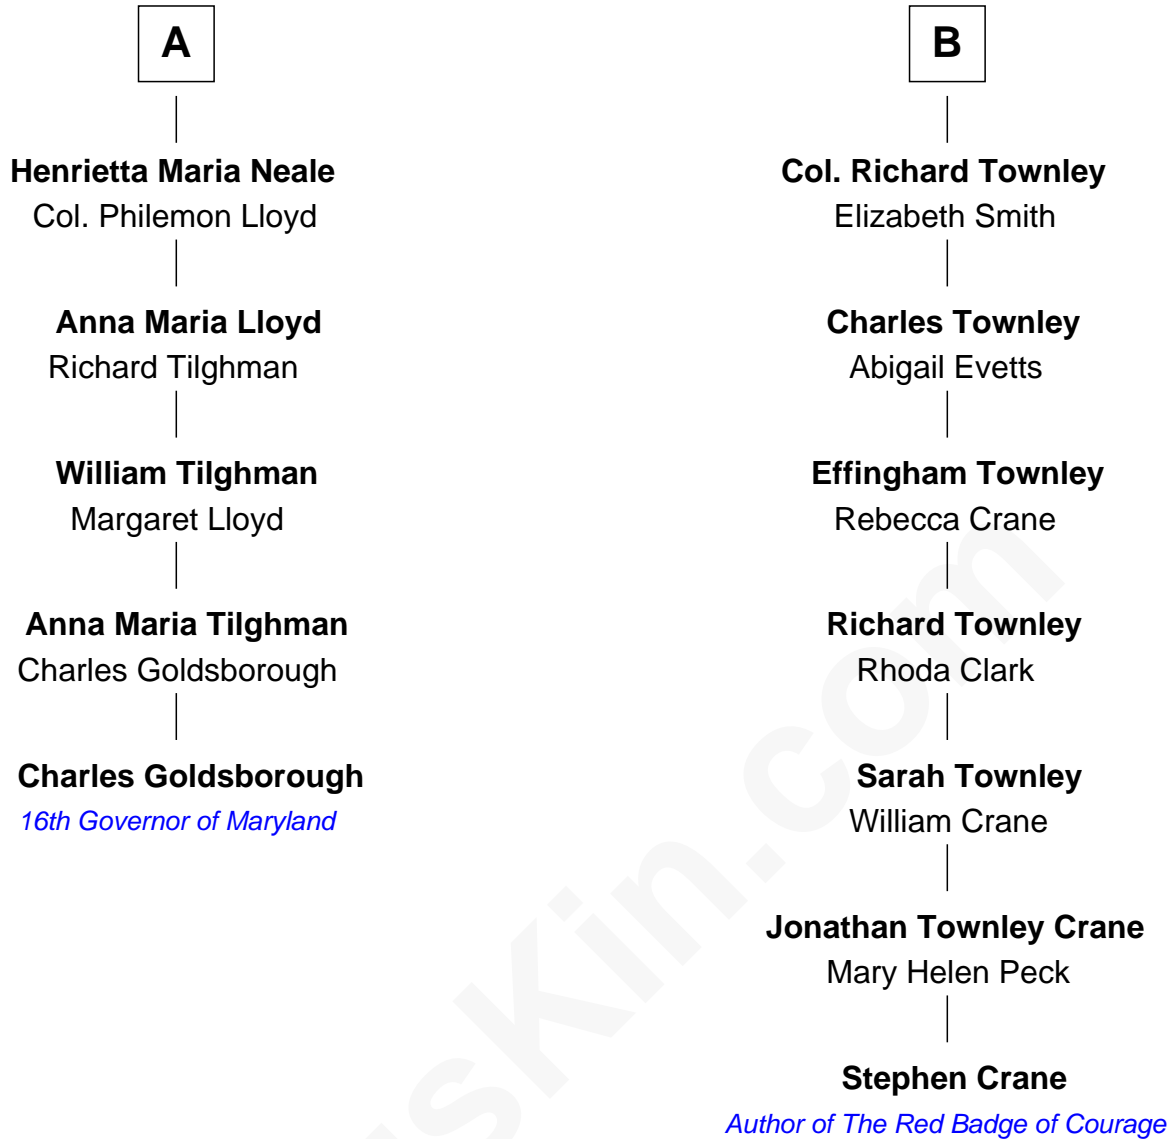 A
Henrietta Maria Neale
Col. Philemon Lloyd
Anna Maria Lloyd
Richard Tilghman
William Tilghman
Margaret Lloyd
Anna Maria Tilghman
Charles Goldsborough
Charles Goldsborough
16th Governor of Maryland
B
Col. Richard Townley
Elizabeth Smith
Charles Townley
Abigail Evetts
Effingham Townley
Rebecca Crane
Richard Townley
Rhoda Clark
Sarah Townley
William Crane
Jonathan Townley Crane
Mary Helen Peck
Stephen Crane
Author of The Red Badge of Courage
sKin.com